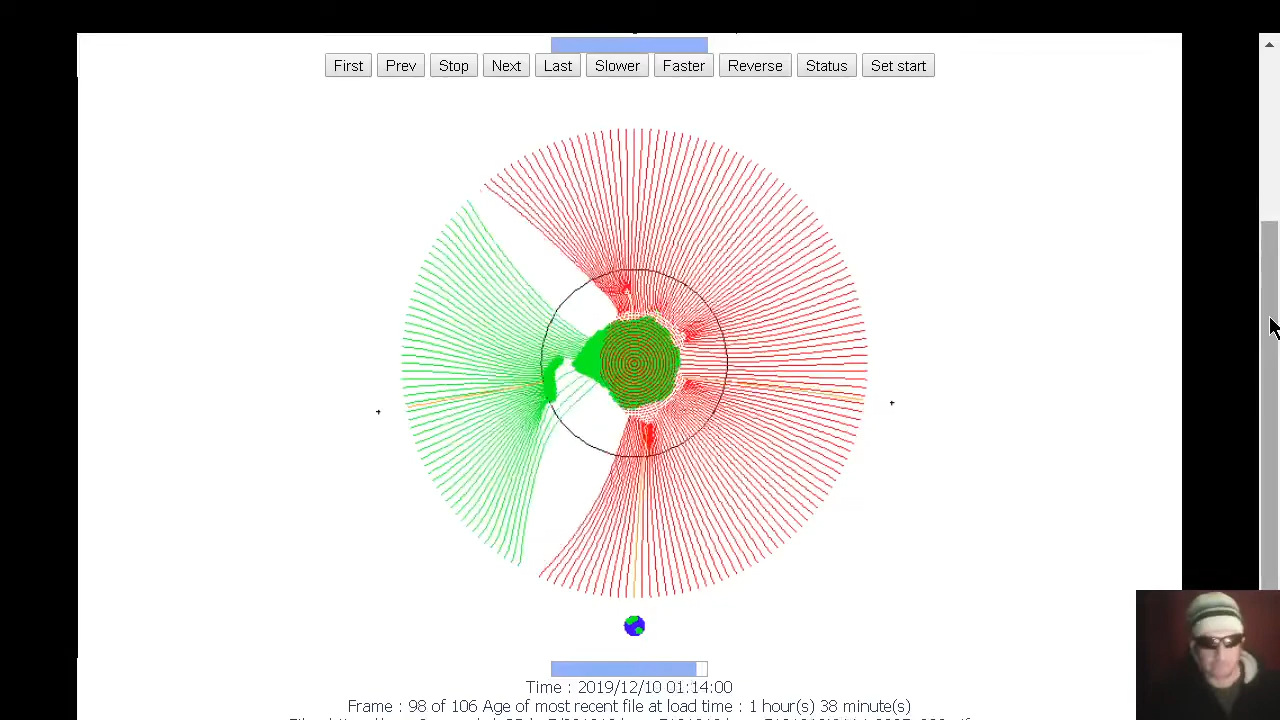 First Prev Stop Next Last Slower Faster Reverse Status Set start
Time : 2019/12/10 01:14:00
Frame : 98 of 106 Age of most recent file at load time : 1 hour(s) 38 minute(s)